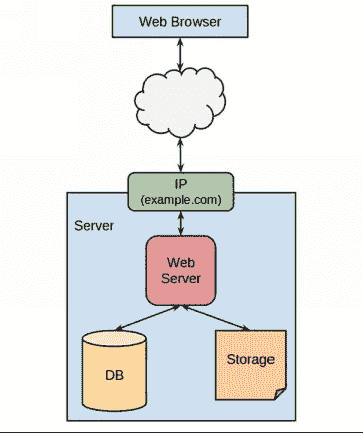 Web Browser
IP
(example.com)
Server
Web
Server
DB
Storage